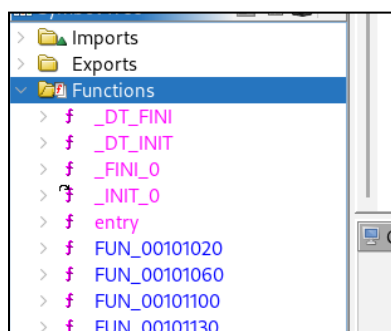 Imports
Exports
Functions
f _DT_FINI
f _DT_INIT
f _FINI_0
f _INIT_0
f entry
f FUN_00101020
f FUN_00101060
f FUN_00101100
f FUN_00101130